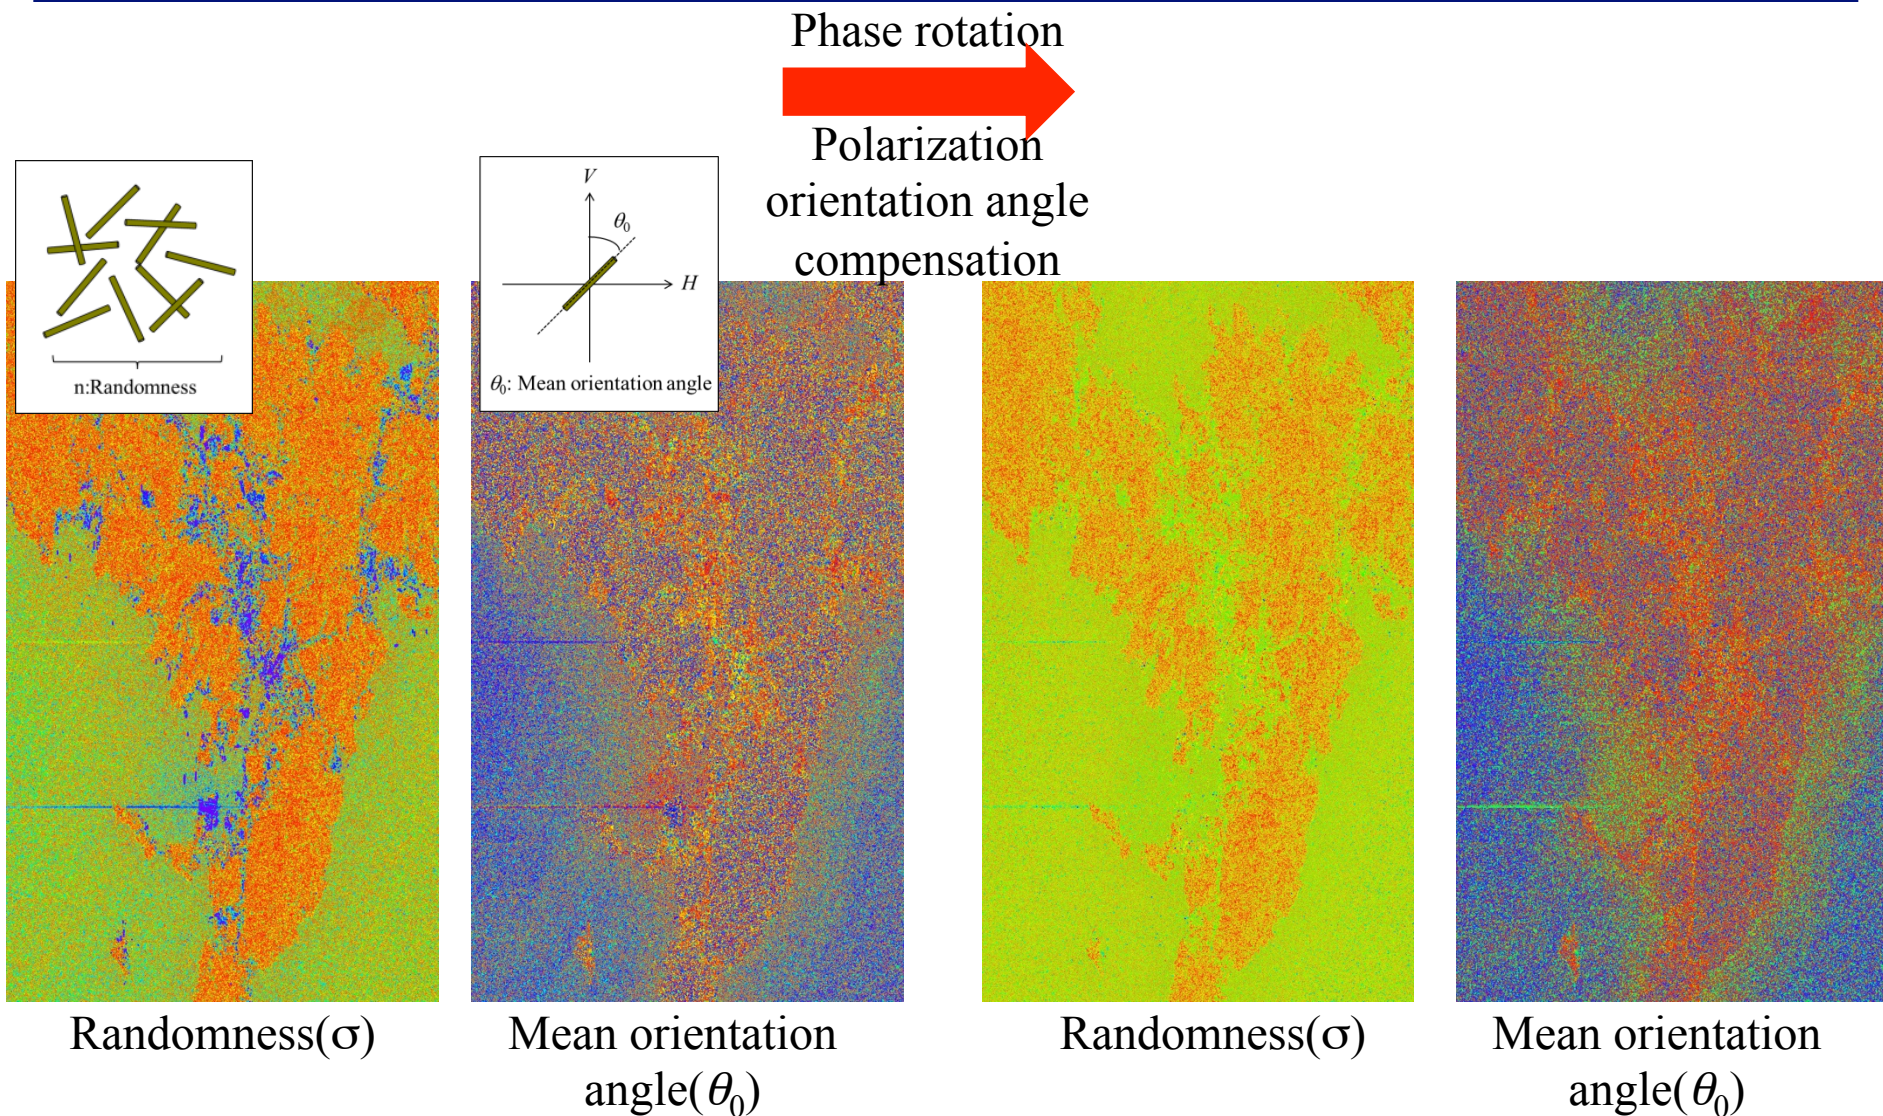 Phase rotation
Polarization
orientation angle
compensation
n:Randomness
V
θ₀
H
θ₀: Mean orientation angle
Randomness(σ)
Mean orientation
angle(θ₀)
Randomness(σ)
Mean orientation
angle(θ₀)